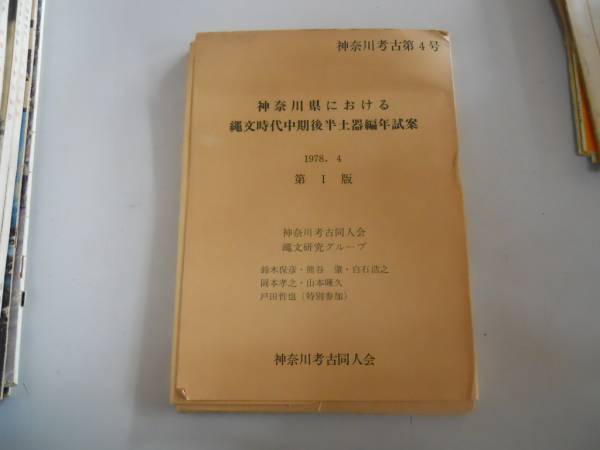 神奈川考古第4号
神奈川県における
縄文時代中期後半土器編年試案
1978. 4
第 I 版
神奈川考古同人会
縄文研究グループ
鈴木保彦・熊谷 肇・白石浩之
岡本孝之・山本暉久
戸田哲也(特別参加)
神奈川考古同人会